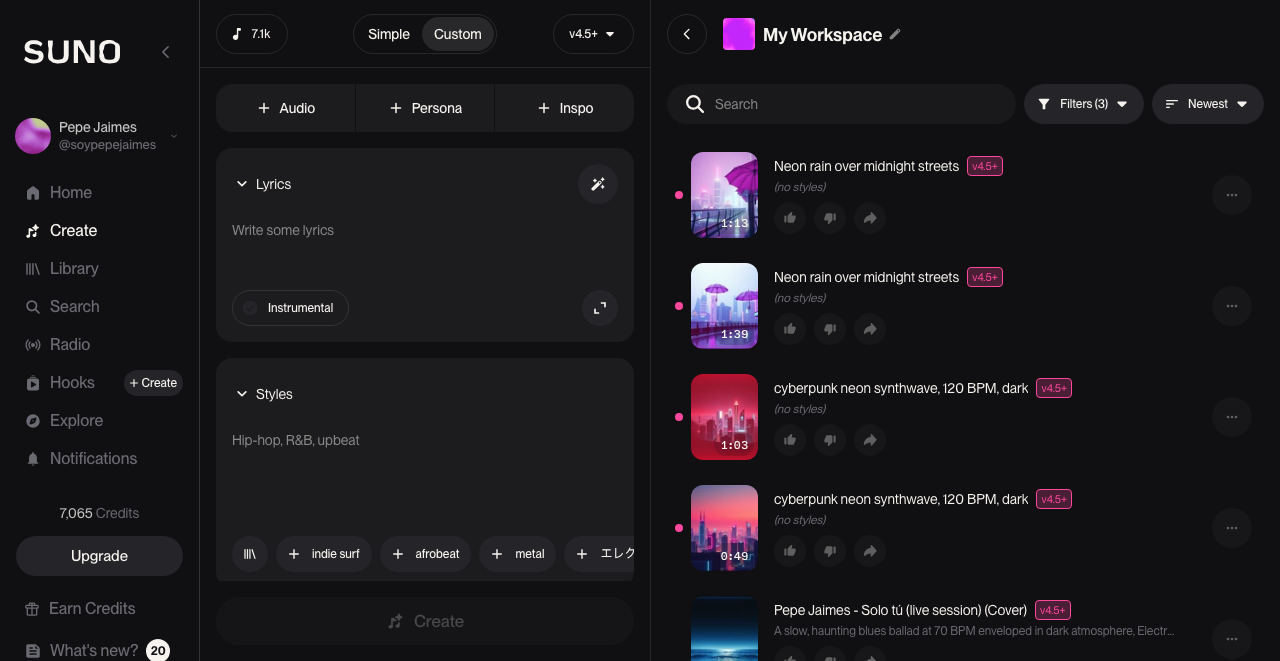 SUNO
Pepe Jaimes
@soypepejaimes
Home
Create
Library
Search
Radio
Hooks
+ Create
Explore
Notifications
7,065 Credits
Upgrade
Earn Credits
What's new? 20
7.1k
Simple
Custom
v4.5+
+ Audio
+ Persona
+ Inspo
Lyrics
Write some lyrics
Instrumental
Styles
Hip-hop, R&B, upbeat
+ indie surf
+ afrobeat
+ metal
+ エレク
Create
My Workspace
Search
Filters (3)
Newest
Neon rain over midnight streets v4.5+
(no styles)
1:13
Neon rain over midnight streets v4.5+
(no styles)
1:39
cyberpunk neon synthwave, 120 BPM, dark v4.5+
(no styles)
1:03
cyberpunk neon synthwave, 120 BPM, dark v4.5+
(no styles)
0:49
Pepe Jaimes - Solo tú (live session) (Cover) v4.5+
A slow, haunting blues ballad at 70 BPM enveloped in dark atmosphere, Electr...